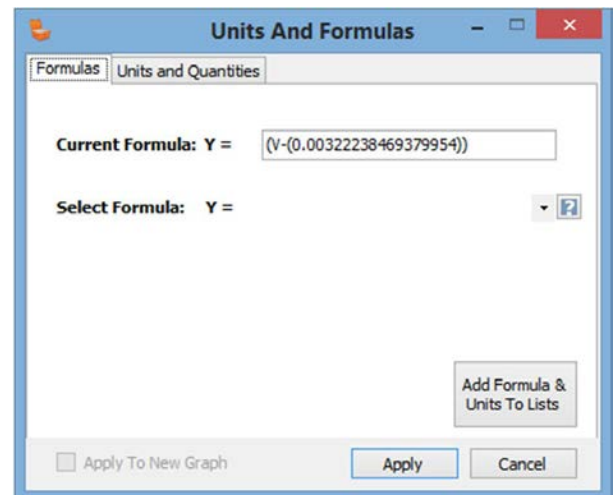 Units And Formulas
Formulas Units and Quantities
Current Formula: Y = (V-(0.00322238469379954))
Select Formula: Y =
Add Formula &
Units To Lists
Apply To New Graph Apply Cancel